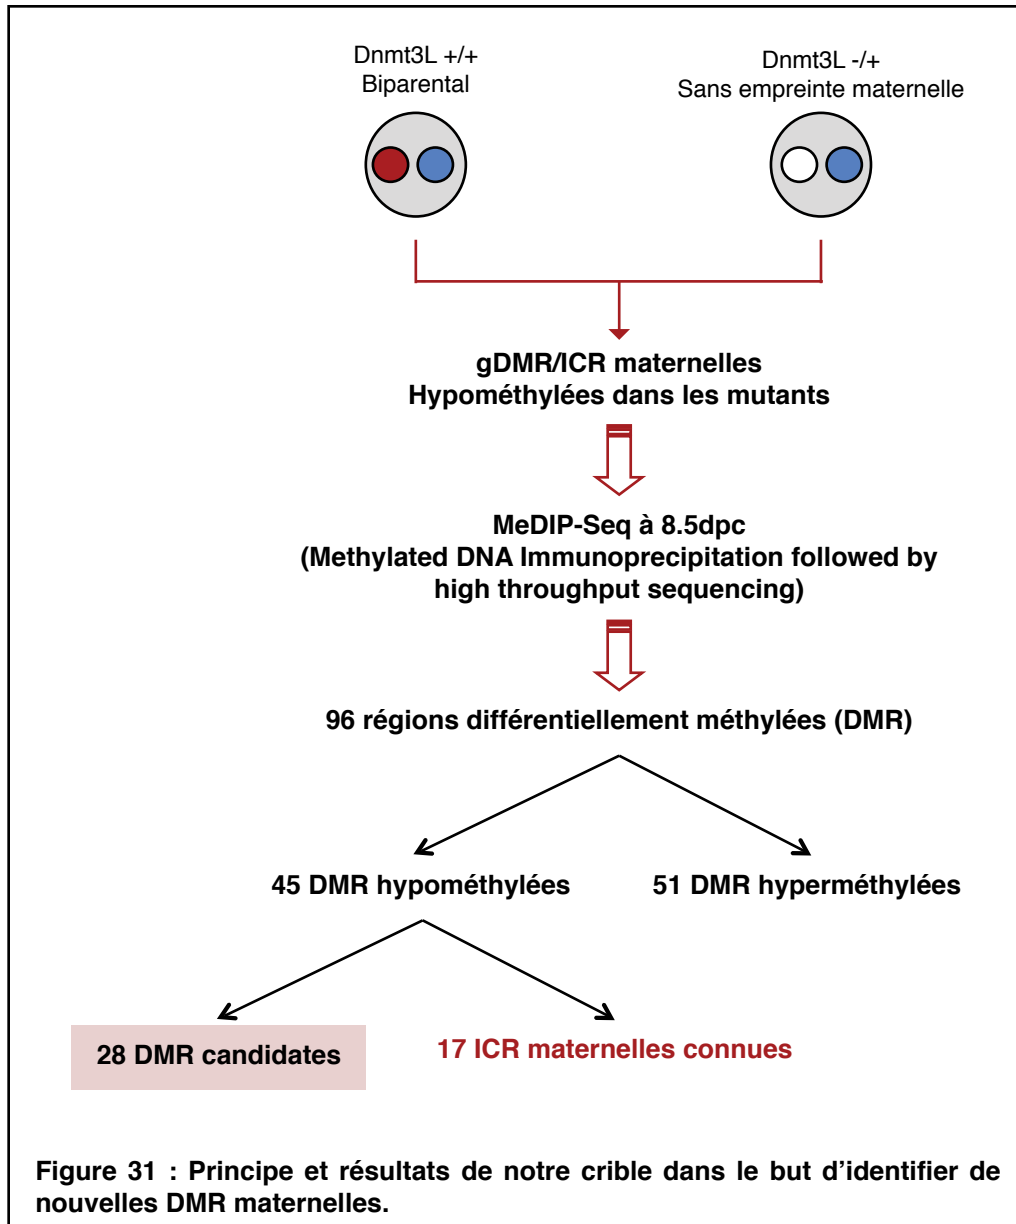 Dnmt3L +/+
Biparental
Dnmt3L -/+
Sans empreinte maternelle
gDMR/ICR maternelles
Hypométhylées dans les mutants
MeDIP-Seq à 8.5dpc
(Methylated DNA Immunoprecipitation followed by
high throughput sequencing)
96 régions différentiellement méthylées (DMR)
45 DMR hypométhylées
51 DMR hyperméthylées
28 DMR candidates
17 ICR maternelles connues
Figure 31 : Principe et résultats de notre crible dans le but d'identifier de
nouvelles DMR maternelles.